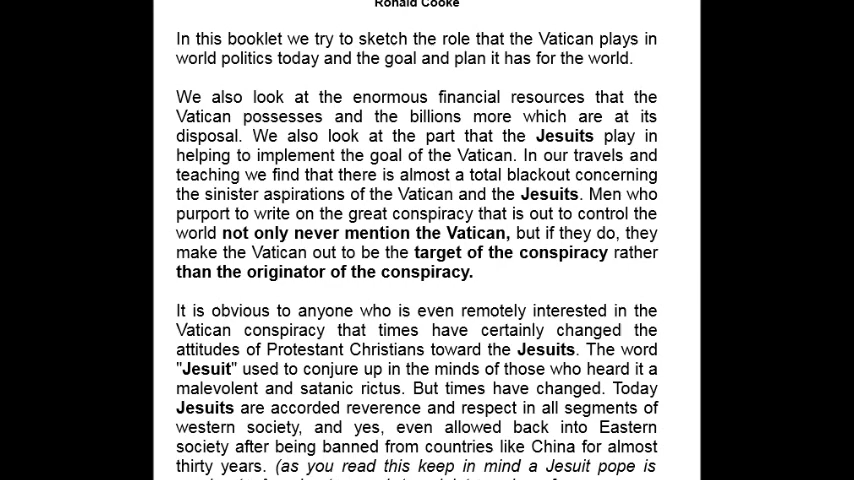 Ronald Cooke
In this booklet we try to sketch the role that the Vatican plays in
world politics today and the goal and plan it has for the world.
We also look at the enormous financial resources that the
Vatican possesses and the billions more which are at its
disposal. We also look at the part that the Jesuits play in
helping to implement the goal of the Vatican. In our travels and
teaching we find that there is almost a total blackout concerning
the sinister aspirations of the Vatican and the Jesuits. Men who
purport to write on the great conspiracy that is out to control the
world not only never mention the Vatican, but if they do, they
make the Vatican out to be the target of the conspiracy rather
than the originator of the conspiracy.
It is obvious to anyone who is even remotely interested in the
Vatican conspiracy that times have certainly changed the
attitudes of Protestant Christians toward the Jesuits. The word
"Jesuit" used to conjure up in the minds of those who heard it a
malevolent and satanic rictus. But times have changed. Today
Jesuits are accorded reverence and respect in all segments of
western society, and yes, even allowed back into Eastern
society after being banned from countries like China for almost
thirty years. (as you read this keep in mind a Jesuit pope is